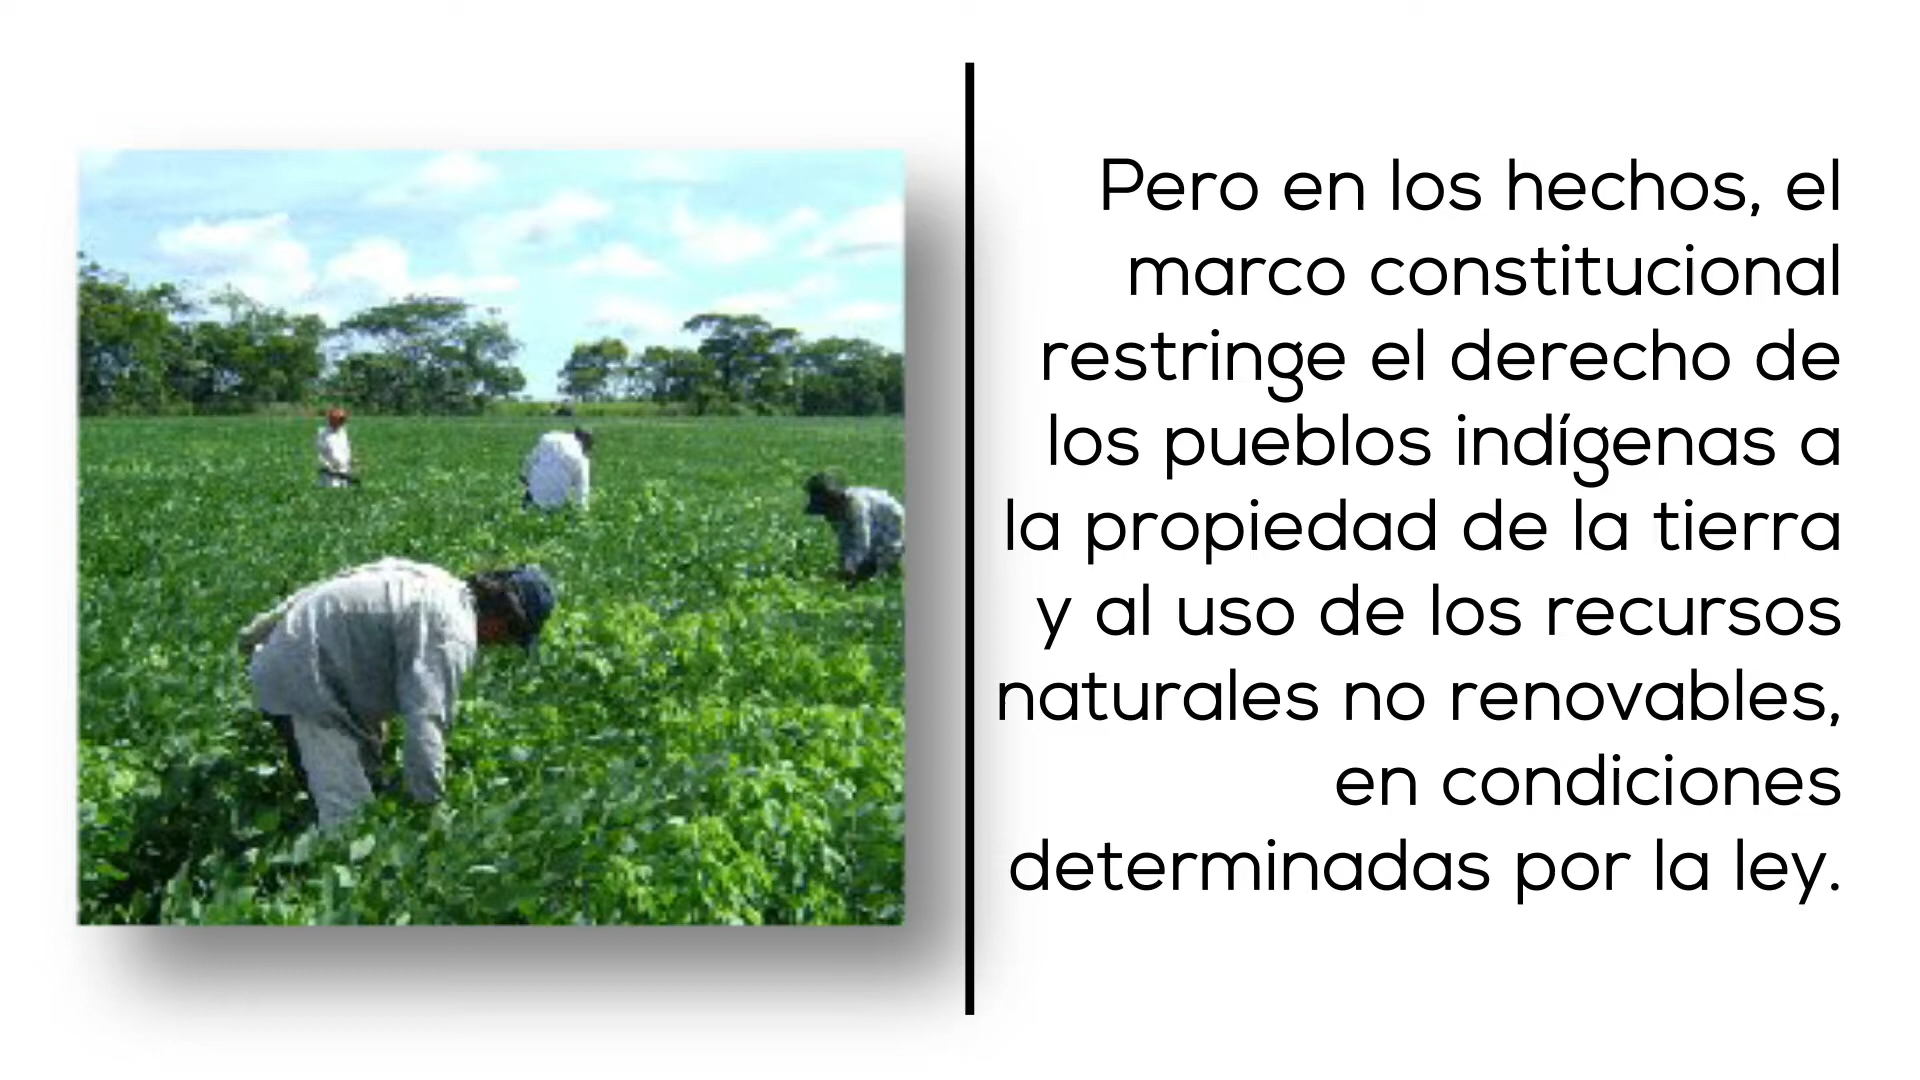 Pero en los hechos, el
marco constitucional
restringe el derecho de
los pueblos indígenas a
la propiedad de la tierra
y al uso de los recursos
naturales no renovables,
en condiciones
determinadas por la ley.